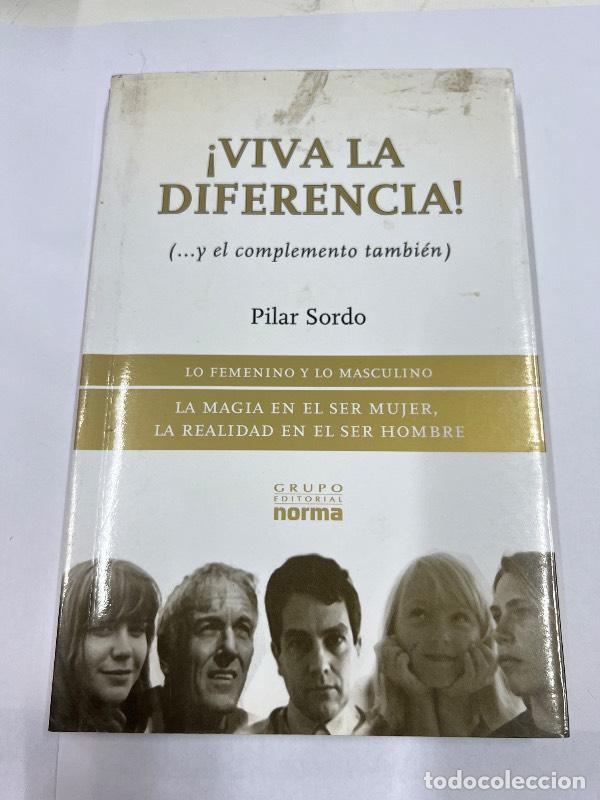 ¡VIVA LA
DIFERENCIA!
(...y el complemento también)
Pilar Sordo
LO FEMENINO Y LO MASCULINO
LA MAGIA EN EL SER MUJER,
LA REALIDAD EN EL SER HOMBRE
GRUPO
EDITORIAL
norma
todocoleccion